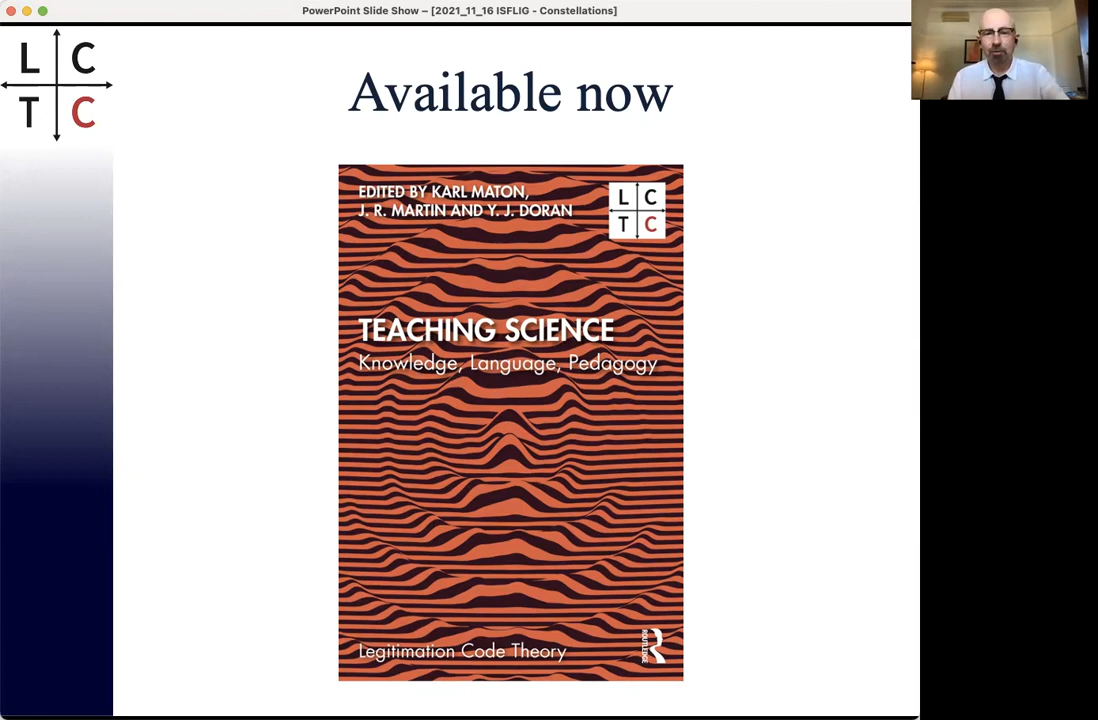 PowerPoint Slide Show – [2021_11_16 ISFLIG - Constellations]
L C
T C
Available now
EDITED BY KARL MATON,
J. R. MARTIN AND Y. J. DORAN
L C
T C
TEACHING SCIENCE
Knowledge, Language, Pedagogy
Legitimation Code Theory
ROUTLEDGE